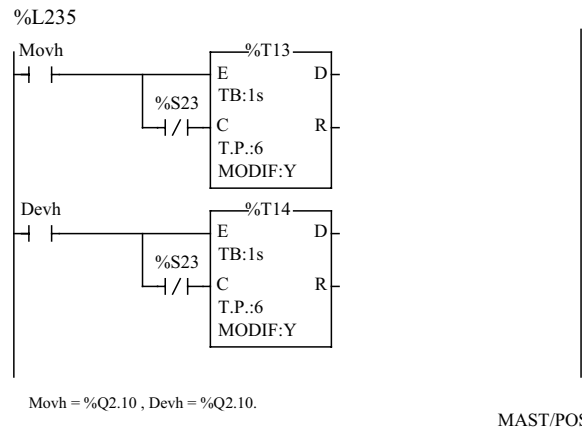 %L235
Movh
%T13
E D
TB:1s
%S23
C R
T.P.:6
MODIF:Y
Devh
%T14
E D
TB:1s
%S23
C R
T.P.:6
MODIF:Y
Movh = %Q2.10 , Devh = %Q2.10.